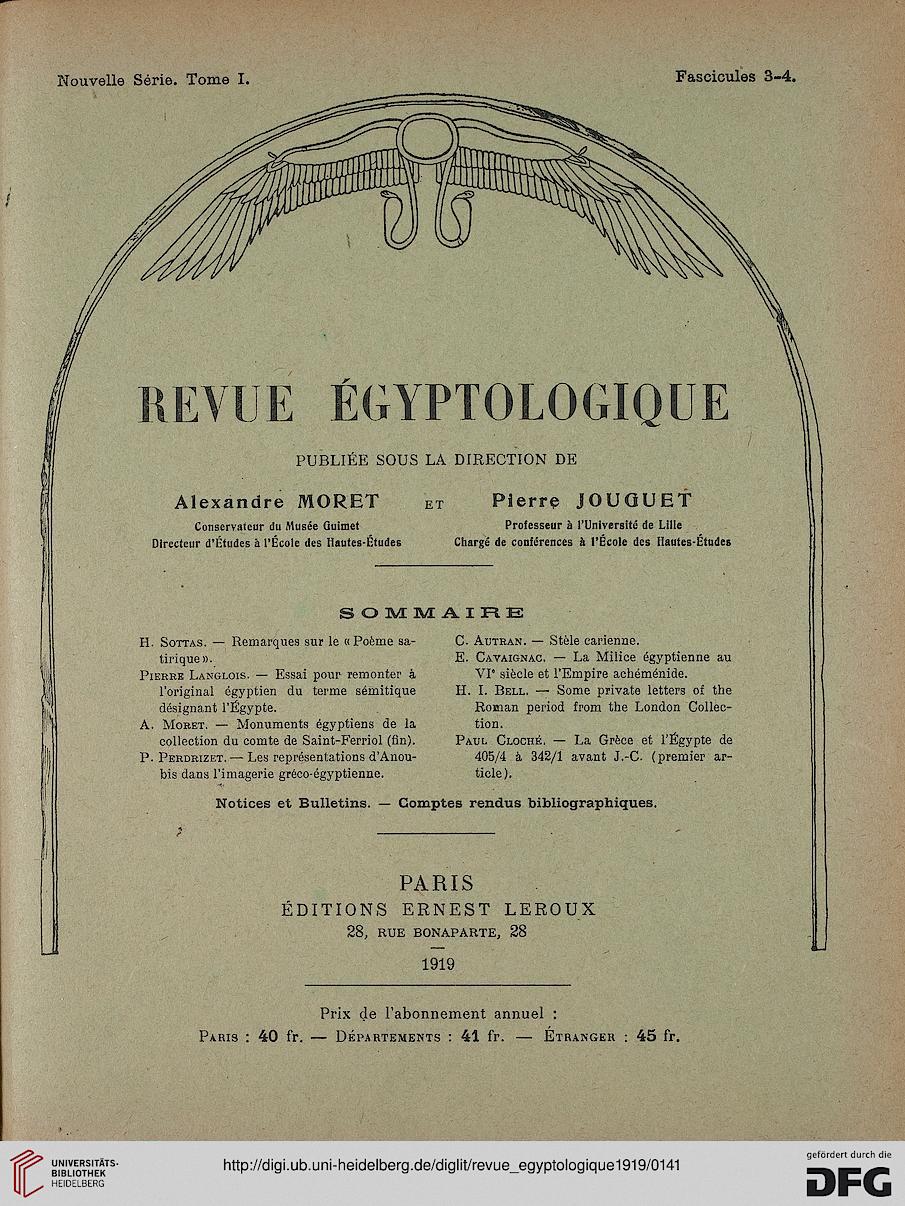 Nouvelle Série. Tome I.
Fascicules 3-4.
REVUE ÉGYPTOLOGIQUE
PUBLIÉE SOUS LA DIRECTION DE
Alexandre MORET ET Pierre JOUGUET
Conservateur du Musée Guimet
Directeur d'Études à l'École des Hautes-Études
Professeur à l'Université de Lille
Chargé de conférences à l'École des Hautes-Études
SOMMAIRE
H. SOTTAS. — Remarques sur le « Poème sa-
tirique ».
PIERRE LANGLOIS. — Essai pour remonter à
l'original égyptien du terme sémitique
désignant l'Égypte.
A. MORET. — Monuments égyptiens de la
collection du comte de Saint-Ferriol (fin).
P. PERDRIZET. — Les représentations d'Anou-
bis dans l'imagerie gréco-égyptienne.
C. AUTRAN. — Stèle carienne.
E. CAVAIGNAC. — La Milice égyptienne au
VIe siècle et l'Empire achéménide.
H. I. BELL. — Some private letters of the
Roman period from the London Collec-
tion.
PAUL CLOCHÉ. — La Grèce et l'Égypte de
405/4 à 342/1 avant J.-C. (premier ar-
ticle).
Notices et Bulletins. — Comptes rendus bibliographiques.
PARIS
ÉDITIONS ERNEST LEROUX
28, RUE BONAPARTE, 28
1919
Prix de l'abonnement annuel :
PARIS : 40 fr. — DÉPARTEMENTS : 41 fr. — ÉTRANGER : 45 fr.
UNIVERSITÄTS-
BIBLIOTHEK
HEIDELBERG
http://digi.ub.uni-heidelberg.de/diglit/revue_egyptologique1919/0141
gefördert durch die
DFG